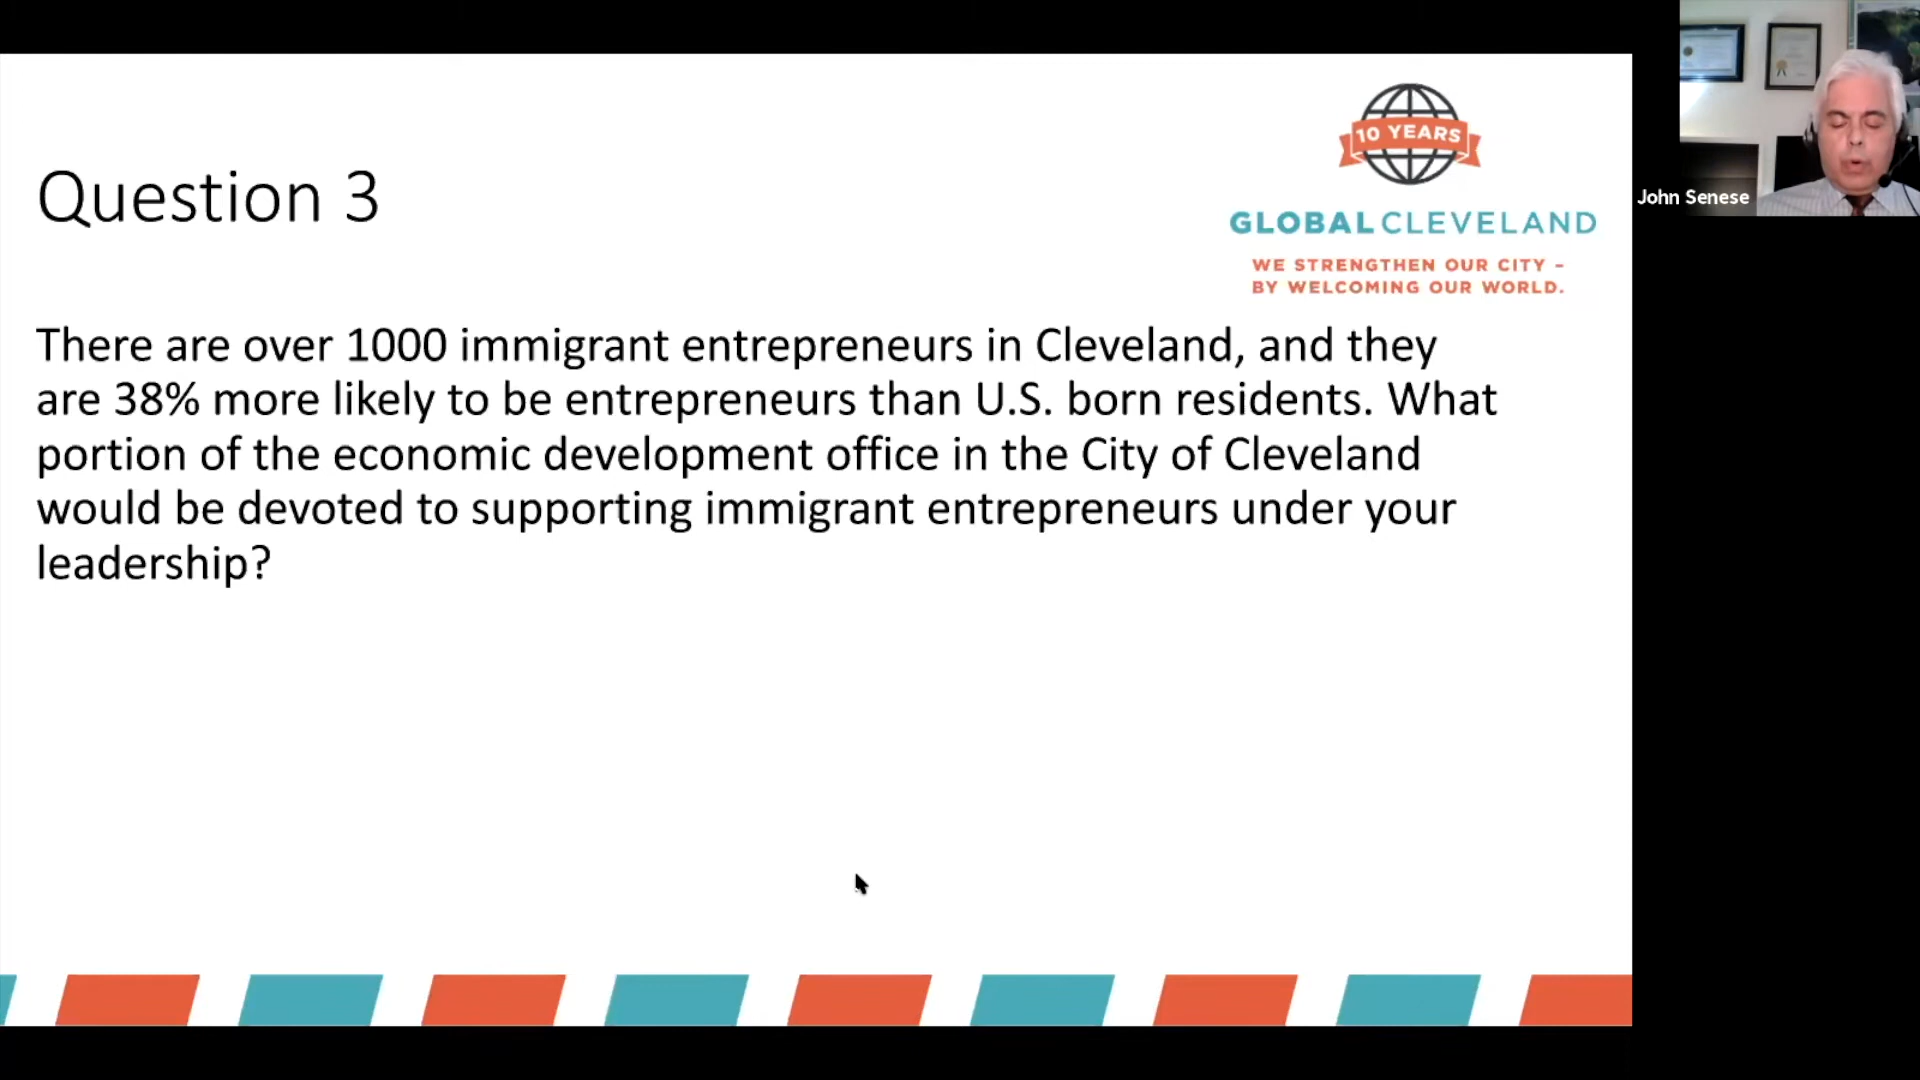 10 YEARS
GLOBAL CLEVELAND
WE STRENGTHEN OUR CITY -
BY WELCOMING OUR WORLD.
John Senese
Question 3
There are over 1000 immigrant entrepreneurs in Cleveland, and they
are 38% more likely to be entrepreneurs than U.S. born residents. What
portion of the economic development office in the City of Cleveland
would be devoted to supporting immigrant entrepreneurs under your
leadership?